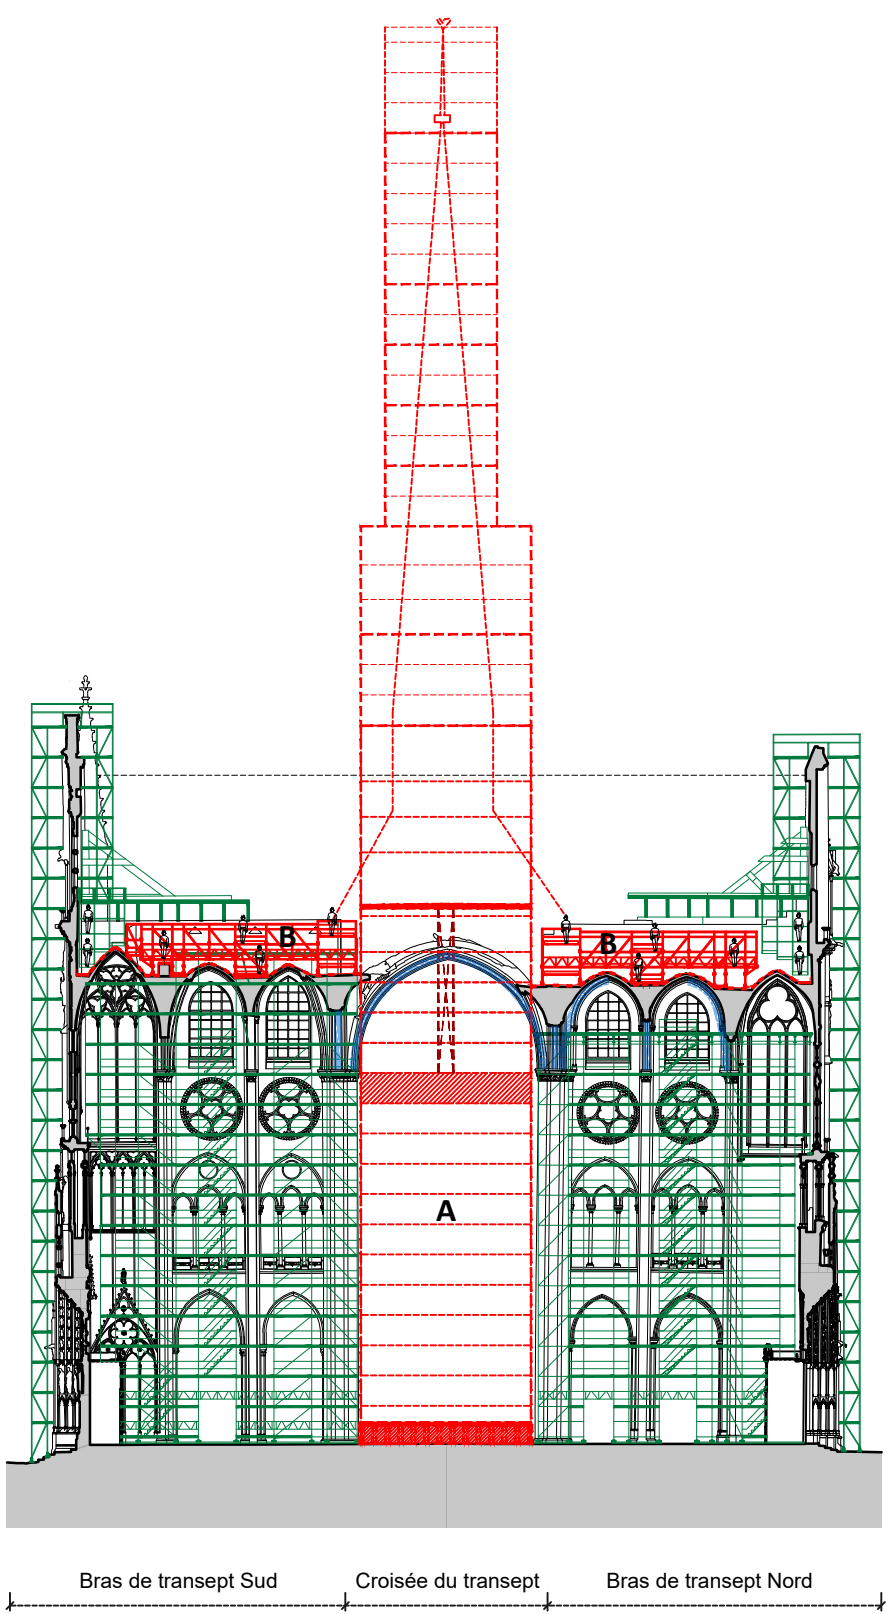 B
B
A
Bras de transept Sud
Croisée du transept
Bras de transept Nord